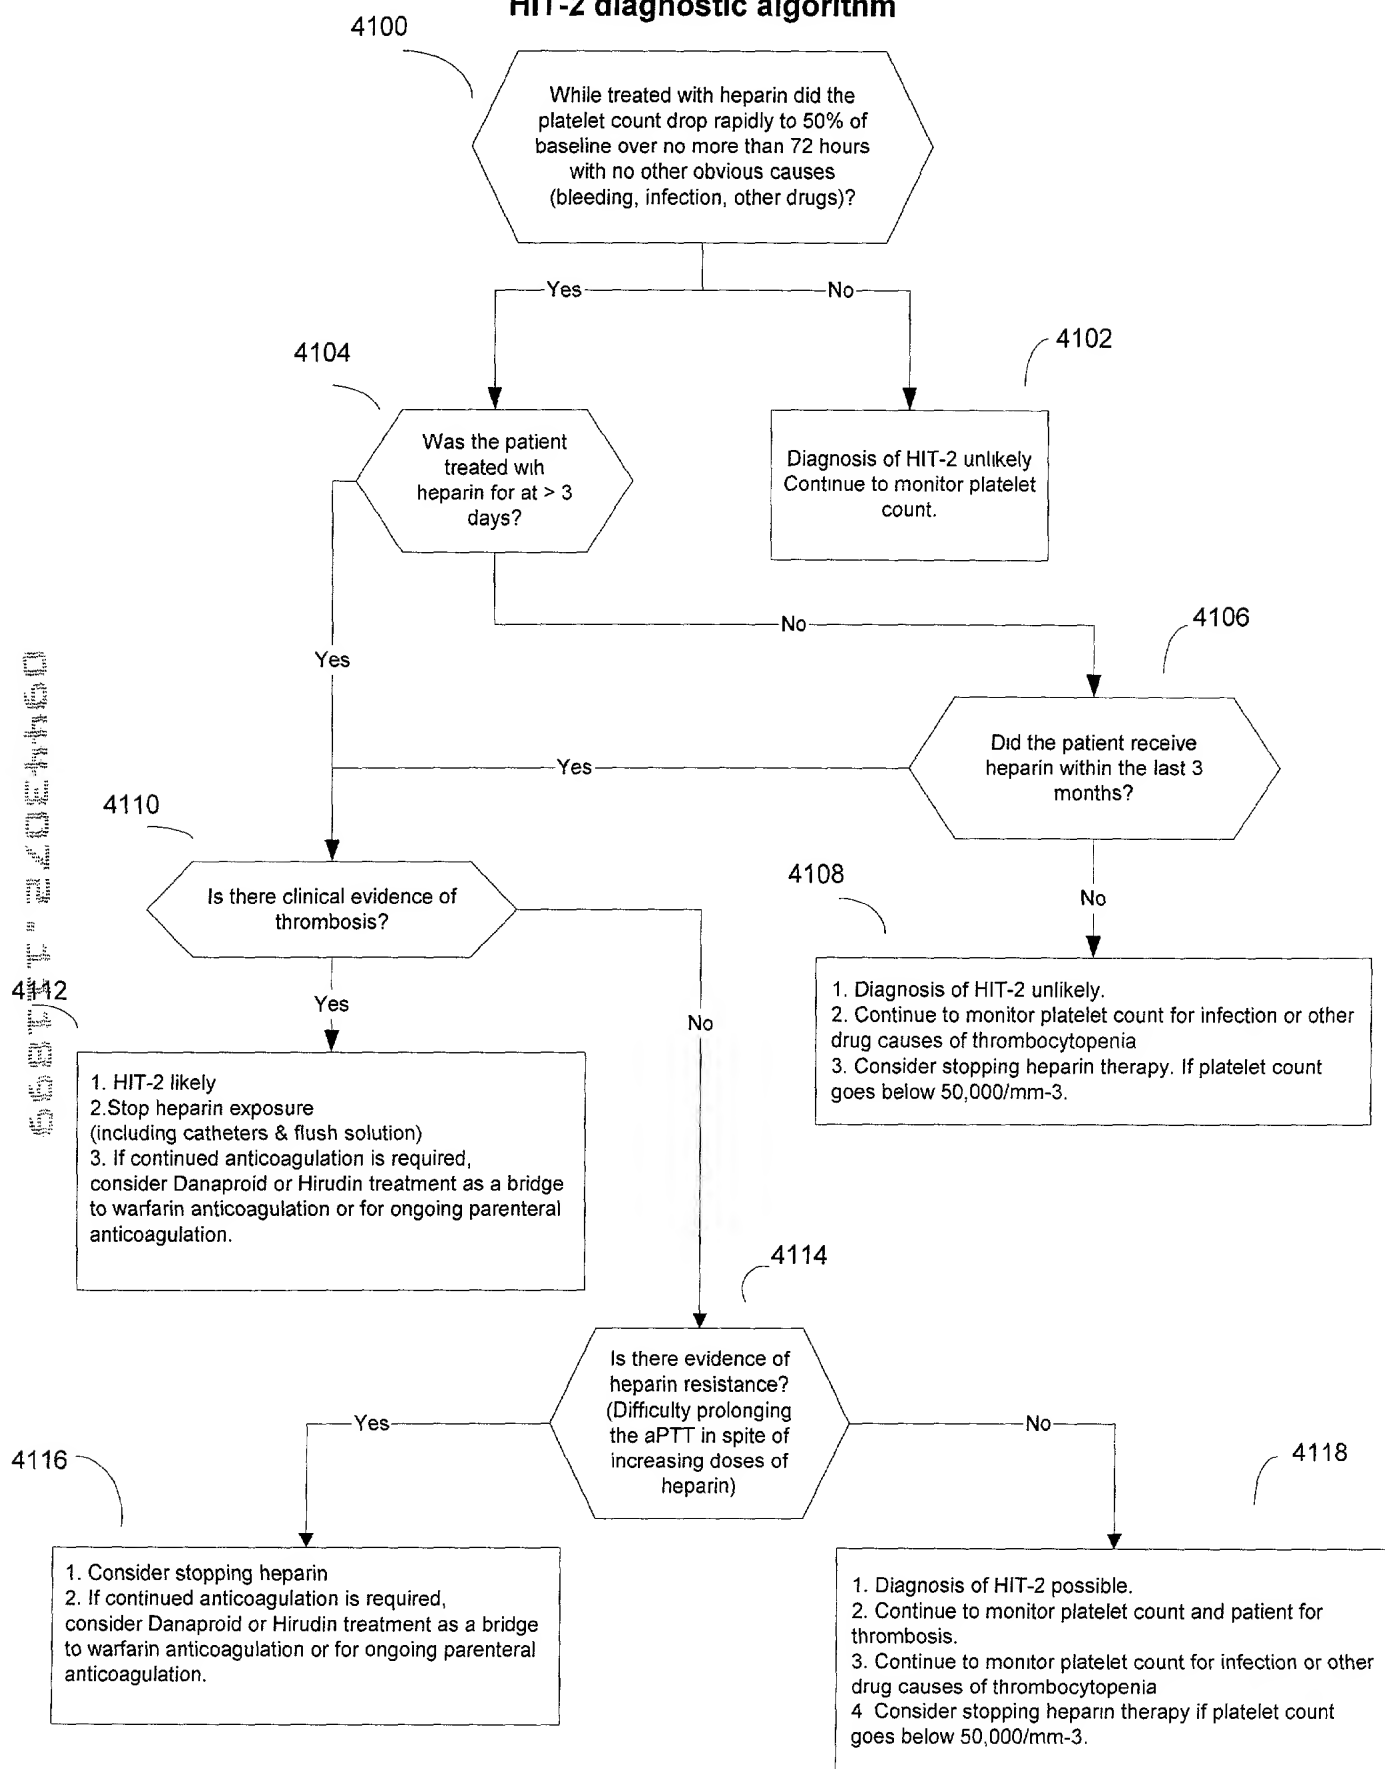 HIT-2 diagnostic algorithm
4100
While treated with heparin did the
platelet count drop rapidly to 50% of
baseline over no more than 72 hours
with no other obvious causes
(bleeding, infection, other drugs)?
Yes
No
4104
4102
Was the patient
treated wih
heparin for at > 3
days?
Diagnosis of HIT-2 unlikely
Continue to monitor platelet
count.
No
4106
Yes
Did the patient receive
heparin within the last 3
months?
Yes
4110
Is there clinical evidence of
thrombosis?
4108
No
1. Diagnosis of HIT-2 unlikely.
2. Continue to monitor platelet count for infection or other
drug causes of thrombocytopenia
3. Consider stopping heparin therapy. If platelet count
goes below 50,000/mm-3.
4112
Yes
No
1. HIT-2 likely
2.Stop heparin exposure
(including catheters & flush solution)
3. If continued anticoagulation is required,
consider Danaproid or Hirudin treatment as a bridge
to warfarin anticoagulation or for ongoing parenteral
anticoagulation.
4114
Is there evidence of
heparin resistance?
(Difficulty prolonging
the aPTT in spite of
increasing doses of
heparin)
Yes
No
4116
4118
1. Consider stopping heparin
2. If continued anticoagulation is required,
consider Danaproid or Hirudin treatment as a bridge
to warfarin anticoagulation or for ongoing parenteral
anticoagulation.
1. Diagnosis of HIT-2 possible.
2. Continue to monitor platelet count and patient for
thrombosis.
3. Continue to monitor platelet count for infection or other
drug causes of thrombocytopenia
4 Consider stopping heparin therapy if platelet count
goes below 50,000/mm-3.